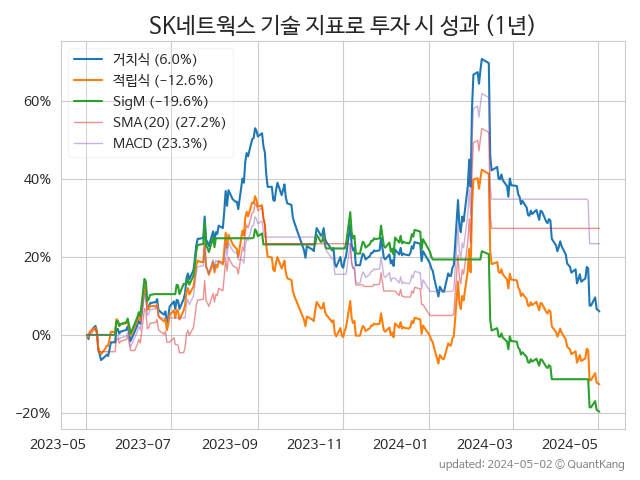 SK네트웍스 기술 지표로 투자 시 성과 (1년)
거치식 (6.0%)
적립식 (−12.6%)
SigM (−19.6%)
SMA(20) (27.2%)
MACD (23.3%)
60%
40%
20%
0%
−20%
2023-05 2023-07 2023-09 2023-11 2024-01 2024-03 2024-05
updated: 2024-05-02 © QuantKang